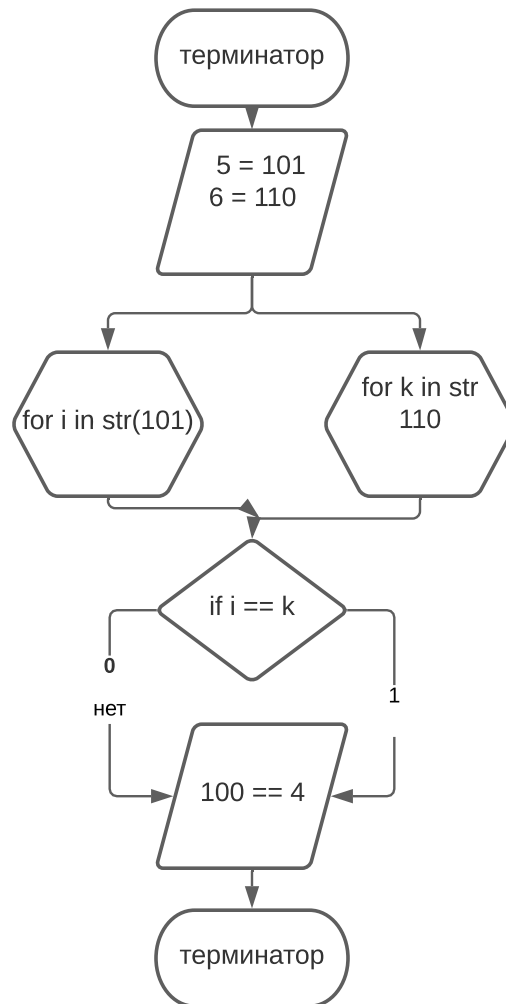 терминатор
5 = 101
6 = 110
for i in str(101)
for k in str
110
if i == k
0
нет
1
100 == 4
терминатор